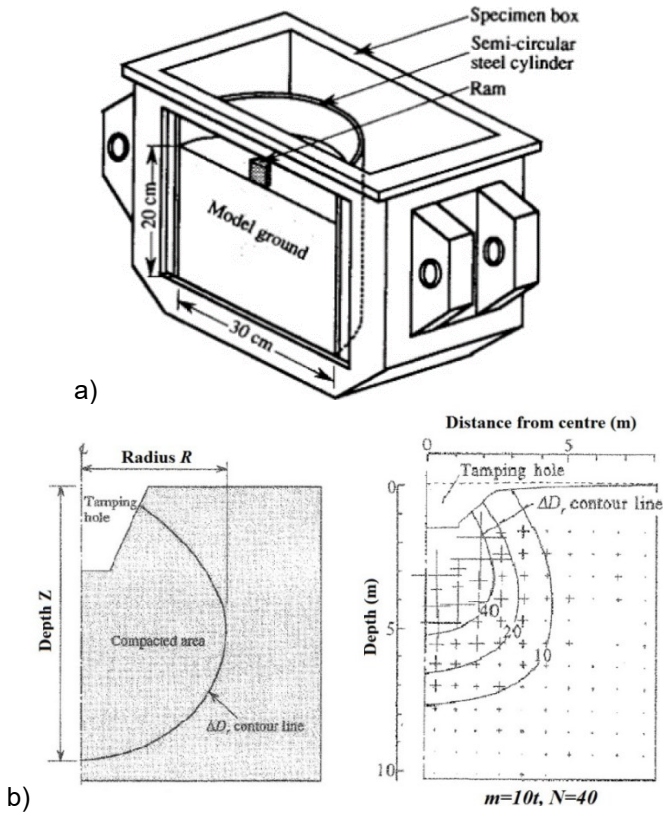 Specimen box
Semi-circular
steel cylinder
Ram
20 cm
Model ground
30 cm
a)
℄
Radius R
Tamping
hole
Depth Z
Compacted area
ΔDr contour line
b)
Distance from centre (m)
0 5
Tamping hole
ΔDr contour line
Depth (m)
0
5
10
40
20
10
m=10t, N=40